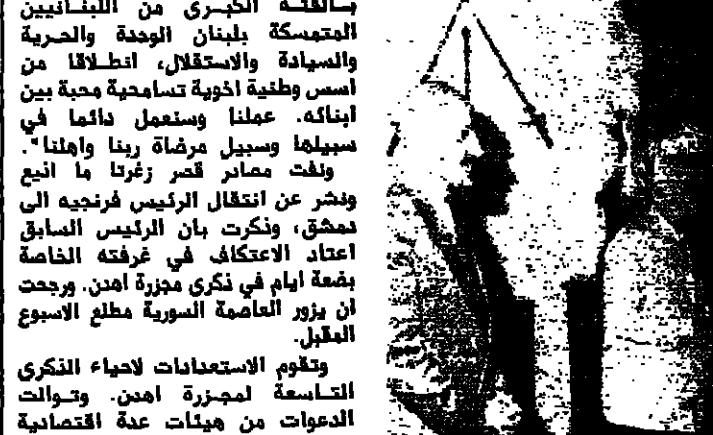 بالفئة الكبرى من اللبنانيين
المتمسكة بلبنان الوحدة والحرية
والسيادة والاستقلال، انطلاقا من
اسس وطنية اخوية تسامحية محبة بين
ابنائه. عملنا وسنعمل دائما في
سبيلها وسبيل مرضاة ربنا واهلنا".
ونفت مصادر قصر زغرتا ما اذيع
ونشر عن انتقال الرئيس فرنجيه الى
دمشق، وذكرت بان الرئيس السابق
اعتاد الاعتكاف في غرفته الخاصة
بضعة ايام في ذكرى مجزرة اهدن. ورجحت
ان يزور العاصمة السورية مطلع الاسبوع
المقبل.
وتقوم الاستعدادات لاحياء الذكرى
التاسعة لمجزرة اهدن. وتوالت
الدعوات من هيئات عدة اقتصادية